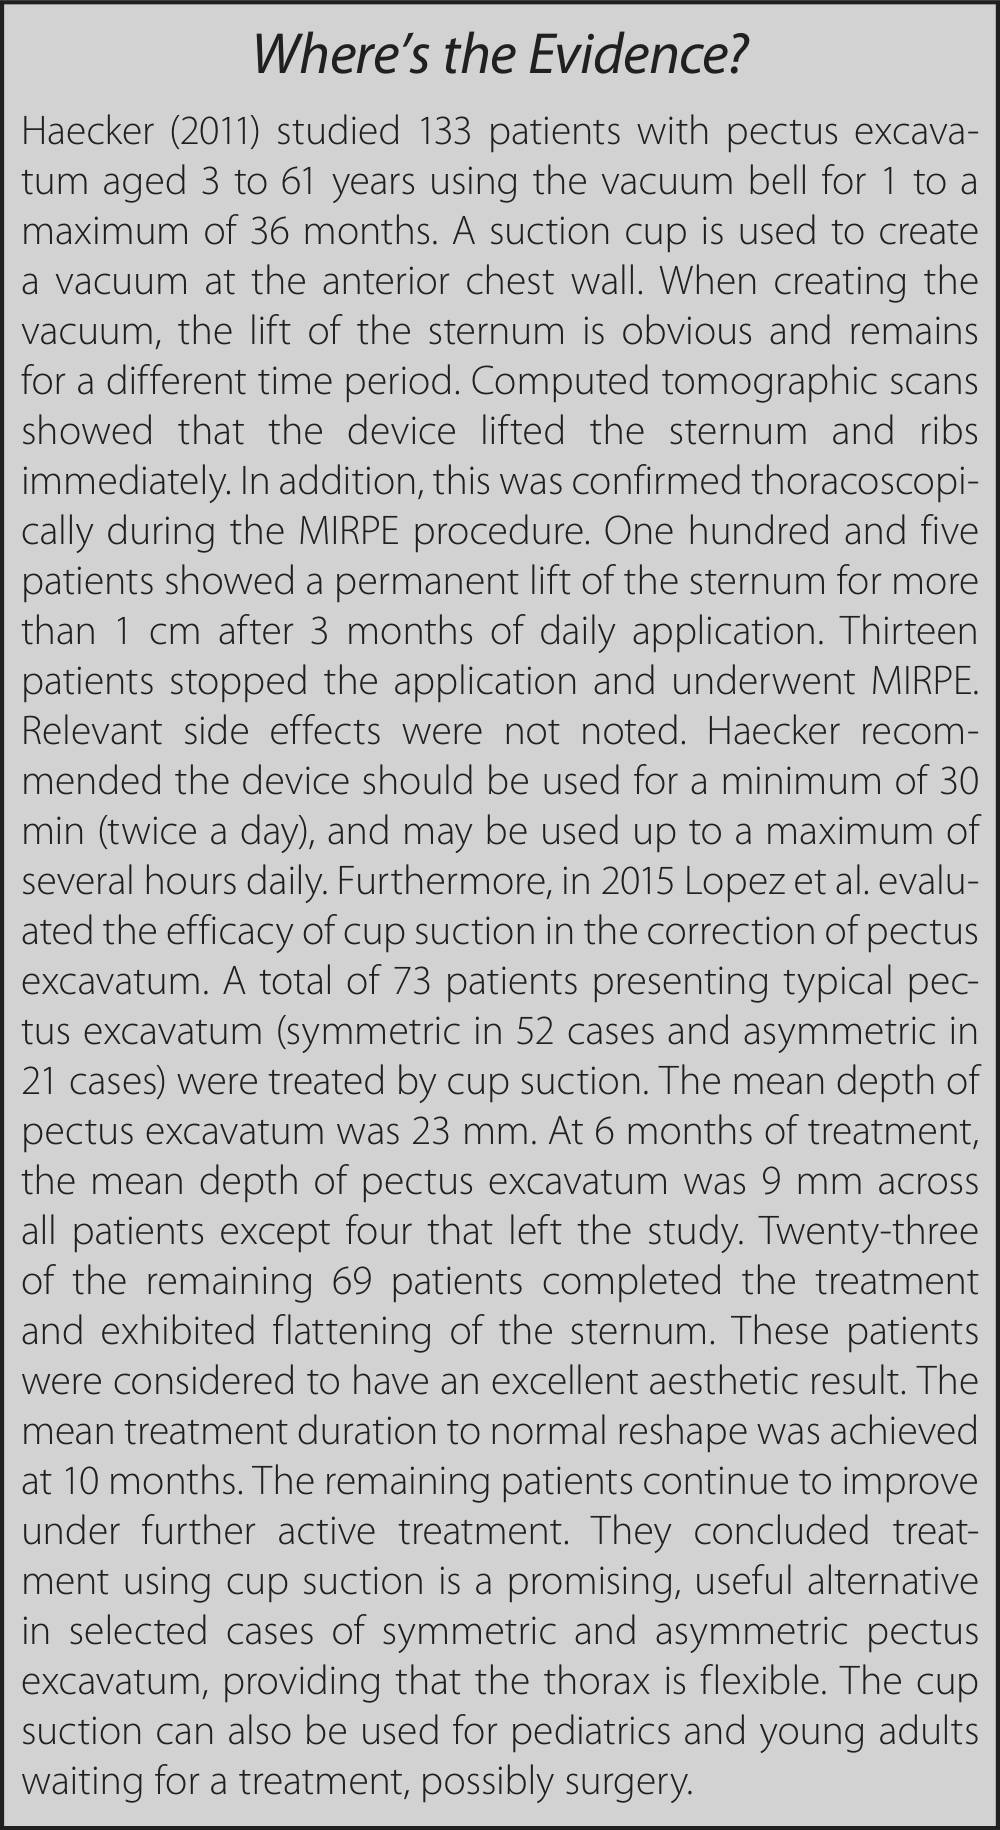 Where’s the Evidence?
Haecker (2011) studied 133 patients with pectus excava-
tum aged 3 to 61 years using the vacuum bell for 1 to a
maximum of 36 months. A suction cup is used to create
a vacuum at the anterior chest wall. When creating the
vacuum, the lift of the sternum is obvious and remains
for a different time period. Computed tomographic scans
showed that the device lifted the sternum and ribs
immediately. In addition, this was confirmed thoracoscopi-
cally during the MIRPE procedure. One hundred and five
patients showed a permanent lift of the sternum for more
than 1 cm after 3 months of daily application. Thirteen
patients stopped the application and underwent MIRPE.
Relevant side effects were not noted. Haecker recom-
mended the device should be used for a minimum of 30
min (twice a day), and may be used up to a maximum of
several hours daily. Furthermore, in 2015 Lopez et al. evalu-
ated the efficacy of cup suction in the correction of pectus
excavatum. A total of 73 patients presenting typical pec-
tus excavatum (symmetric in 52 cases and asymmetric in
21 cases) were treated by cup suction. The mean depth of
pectus excavatum was 23 mm. At 6 months of treatment,
the mean depth of pectus excavatum was 9 mm across
all patients except four that left the study. Twenty-three
of the remaining 69 patients completed the treatment
and exhibited flattening of the sternum. These patients
were considered to have an excellent aesthetic result. The
mean treatment duration to normal reshape was achieved
at 10 months. The remaining patients continue to improve
under further active treatment. They concluded treat-
ment using cup suction is a promising, useful alternative
in selected cases of symmetric and asymmetric pectus
excavatum, providing that the thorax is flexible. The cup
suction can also be used for pediatrics and young adults
waiting for a treatment, possibly surgery.